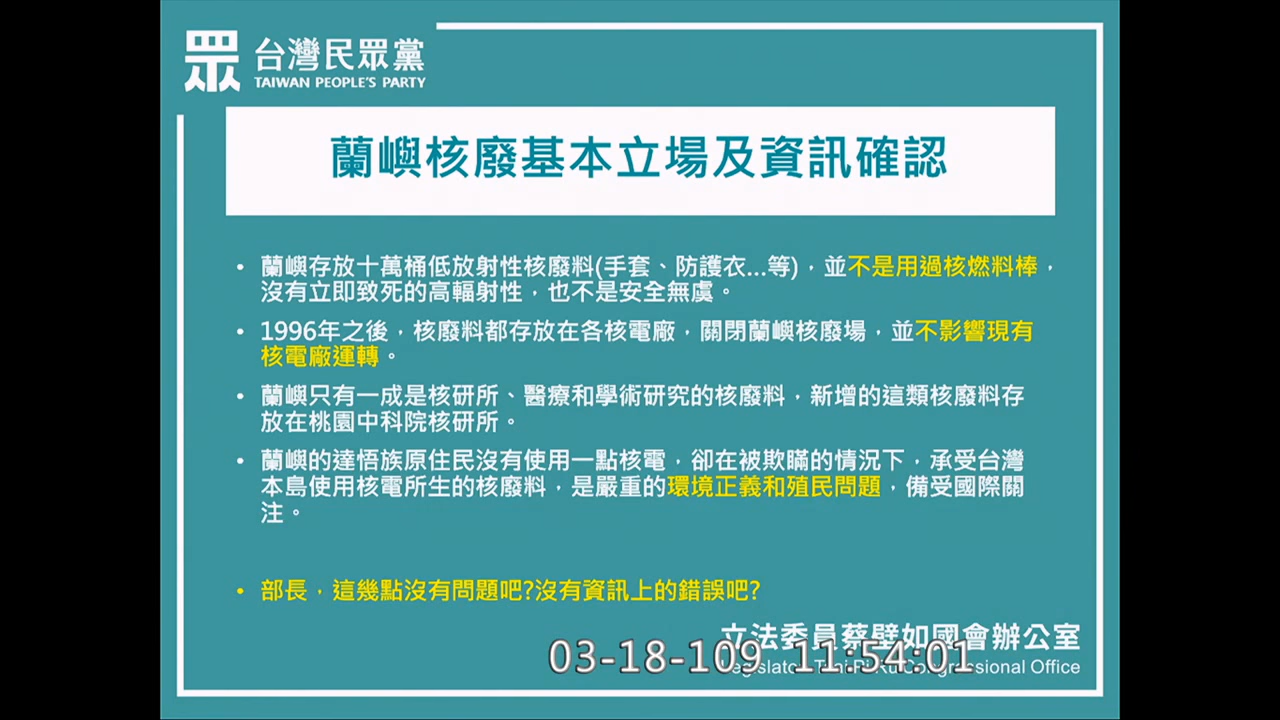 眾 台灣民眾黨
TAIWAN PEOPLE'S PARTY
蘭嶼核廢基本立場及資訊確認
• 蘭嶼存放十萬桶低放射性核廢料(手套、防護衣...等)，並不是用過核燃料棒，
沒有立即致死的高輻射性，也不是安全無虞。
• 1996年之後，核廢料都存放在各核電廠，關閉蘭嶼核廢場，並不影響現有
核電廠運轉。
• 蘭嶼只有一成是核研所、醫療和學術研究的核廢料，新增的這類核廢料存
放在桃園中科院核研所。
• 蘭嶼的達悟族原住民沒有使用一點核電，卻在被欺瞞的情況下，承受台灣
本島使用核電所生的核廢料，是嚴重的環境正義和殖民問題，備受國際關
注。
• 部長，這幾點沒有問題吧?沒有資訊上的錯誤吧?
立法委員蔡壁如國會辦公室
Congressional Office
03-18-109 11:54:01